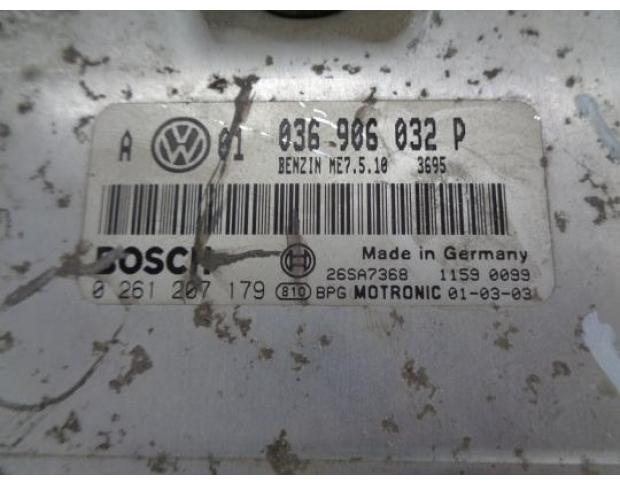 A VW 01 036 906 032 P
BENZIN ME7.5.10 3695
BOSCH Made in Germany
26SA7368 1159 0099
0 261 207 179 810 BPG MOTRONIC 01-03-03